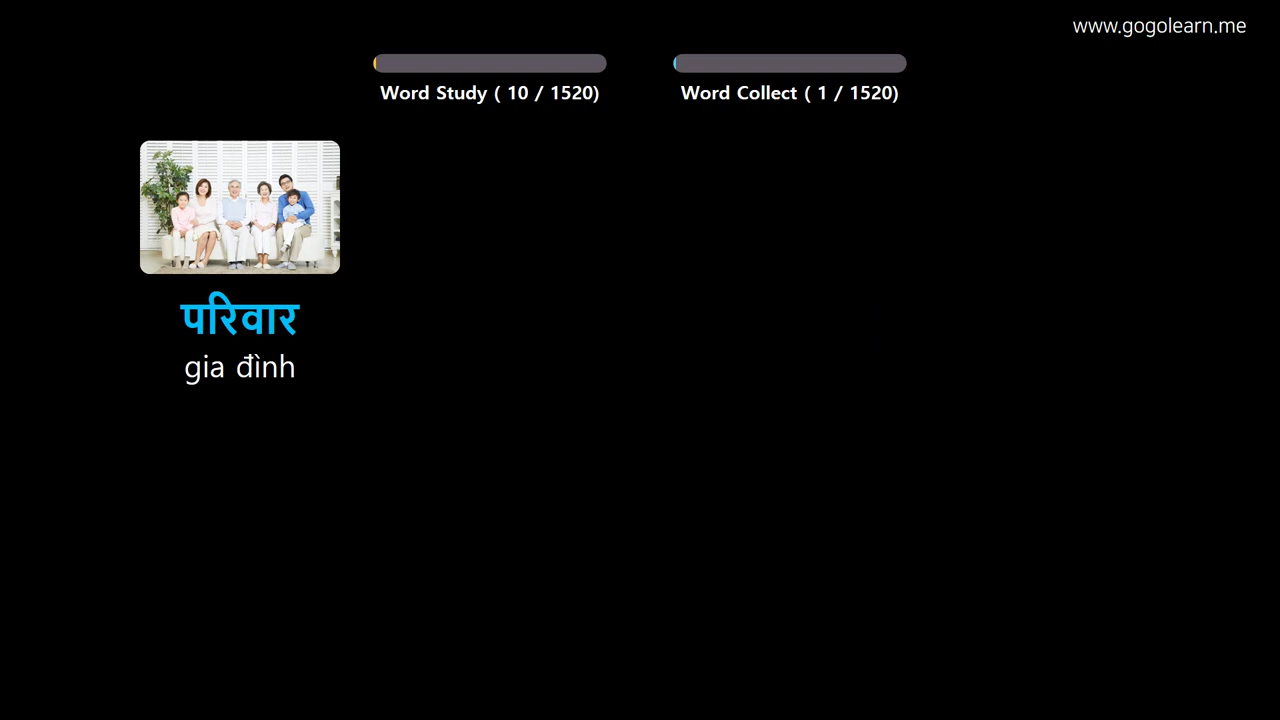 www.gogolearn.me
Word Study ( 10 / 1520)
Word Collect ( 1 / 1520)
परिवार
gia đình